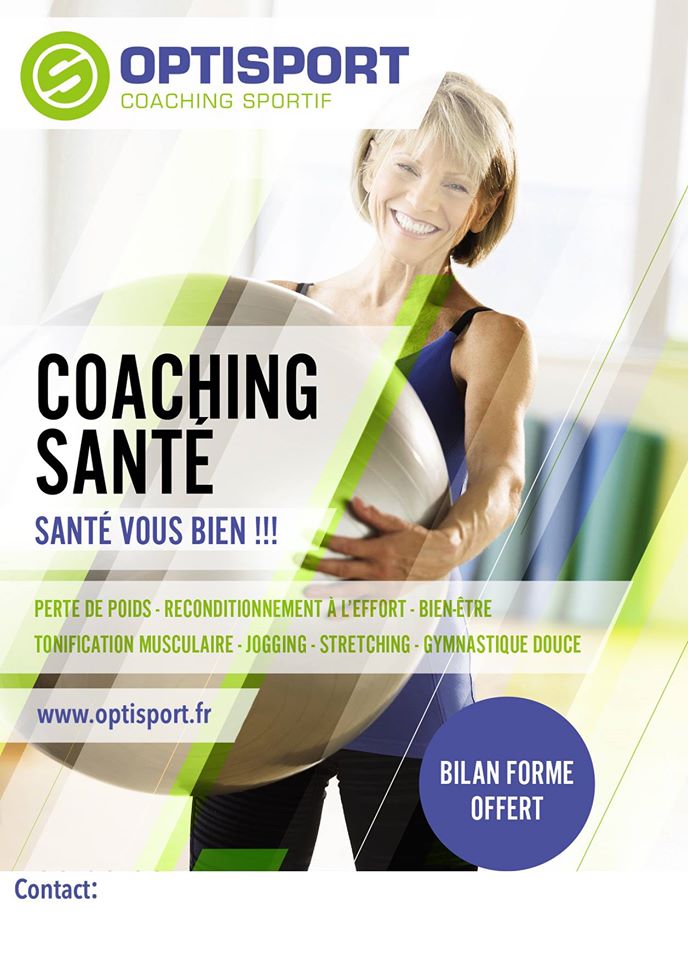 OPTISPORT
COACHING SPORTIF
COACHING
SANTÉ
SANTÉ VOUS BIEN !!!
PERTE DE POIDS - RECONDITIONNEMENT À L'EFFORT - BIEN-ÊTRE
TONIFICATION MUSCULAIRE - JOGGING - STRETCHING - GYMNASTIQUE DOUCE
www.optisport.fr
BILAN FORME
OFFERT
Contact: